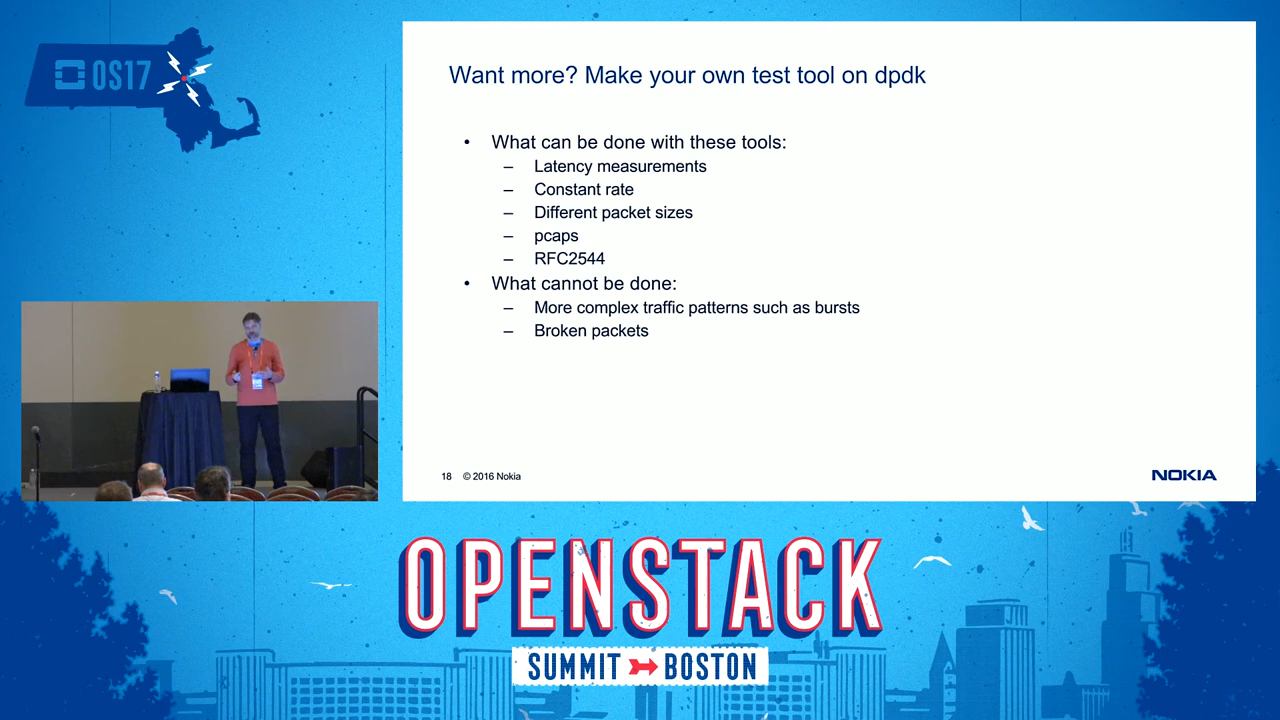 OS17
Want more? Make your own test tool on dpdk
• What can be done with these tools:
– Latency measurements
– Constant rate
– Different packet sizes
– pcaps
– RFC2544
• What cannot be done:
– More complex traffic patterns such as bursts
– Broken packets
18 © 2016 Nokia
NOKIA
OPENSTACK
SUMMIT BOSTON